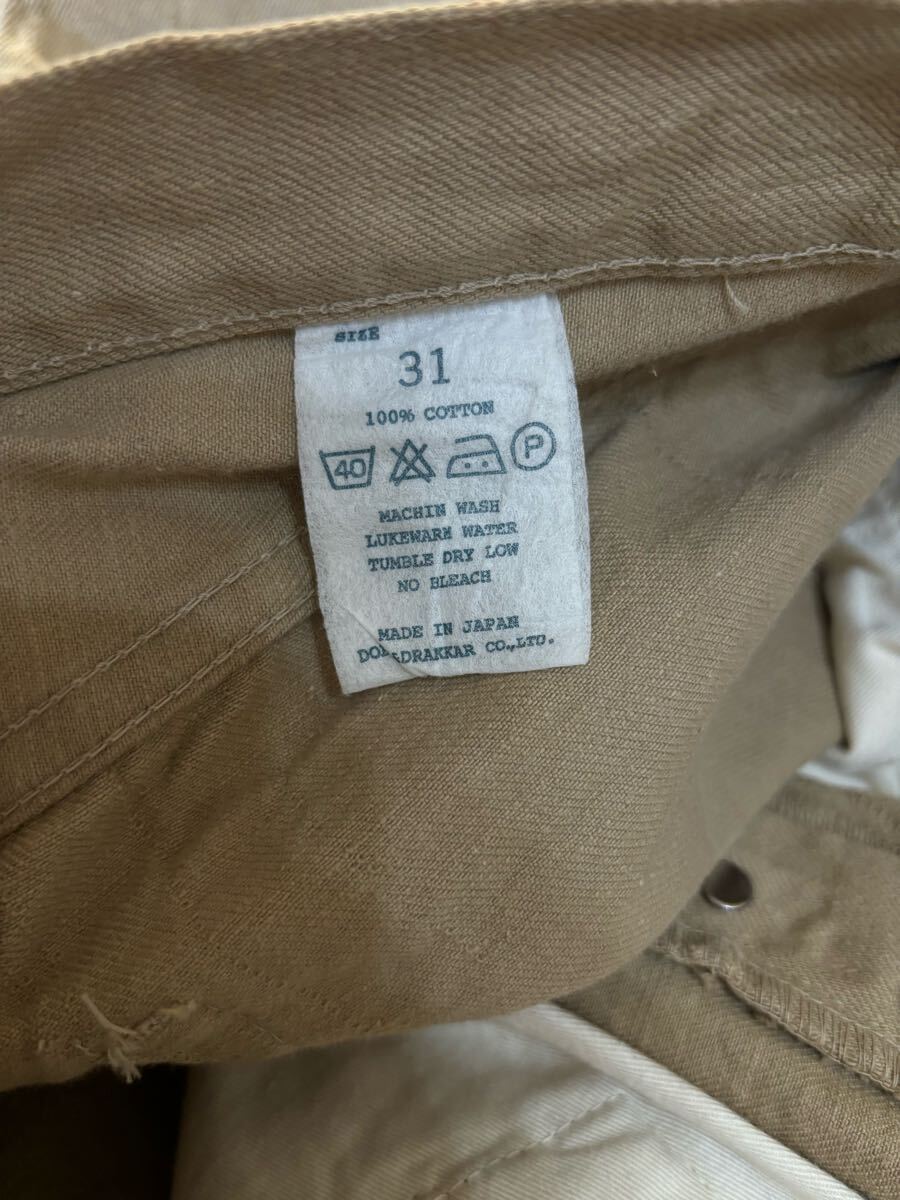 SIZE
31
100% COTTON
40 P
MACHIN WASH
LUKEWARM WATER
TUMBLE DRY LOW
NO BLEACH
MADE IN JAPAN
CO.,LTD.